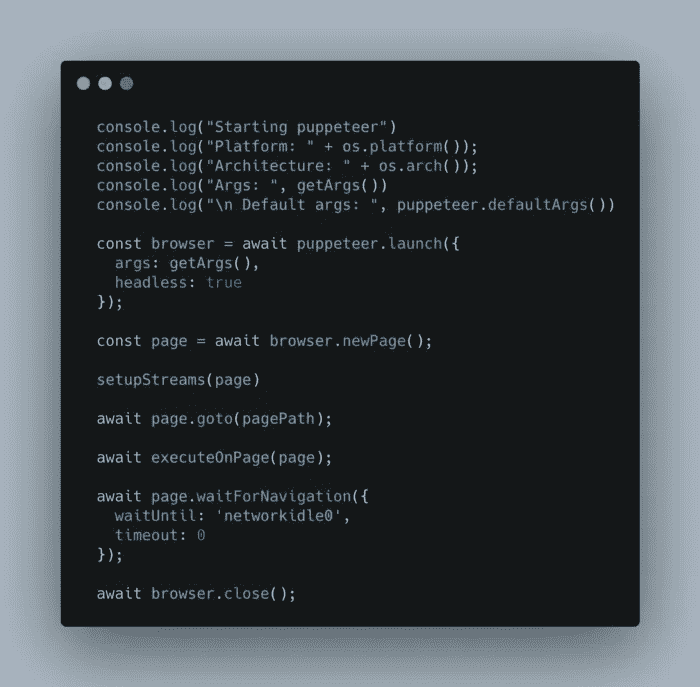 console.log("Starting puppeteer")
console.log("Platform: " + os.platform());
console.log("Architecture: " + os.arch());
console.log("Args: ", getArgs())
console.log("\n Default args: ", puppeteer.defaultArgs())
const browser = await puppeteer.launch({
  args: getArgs(),
  headless: true
});
const page = await browser.newPage();
setupStreams(page)
await page.goto(pagePath);
await executeOnPage(page);
await page.waitForNavigation({
  waitUntil: 'networkidle0',
  timeout: 0
});
await browser.close();